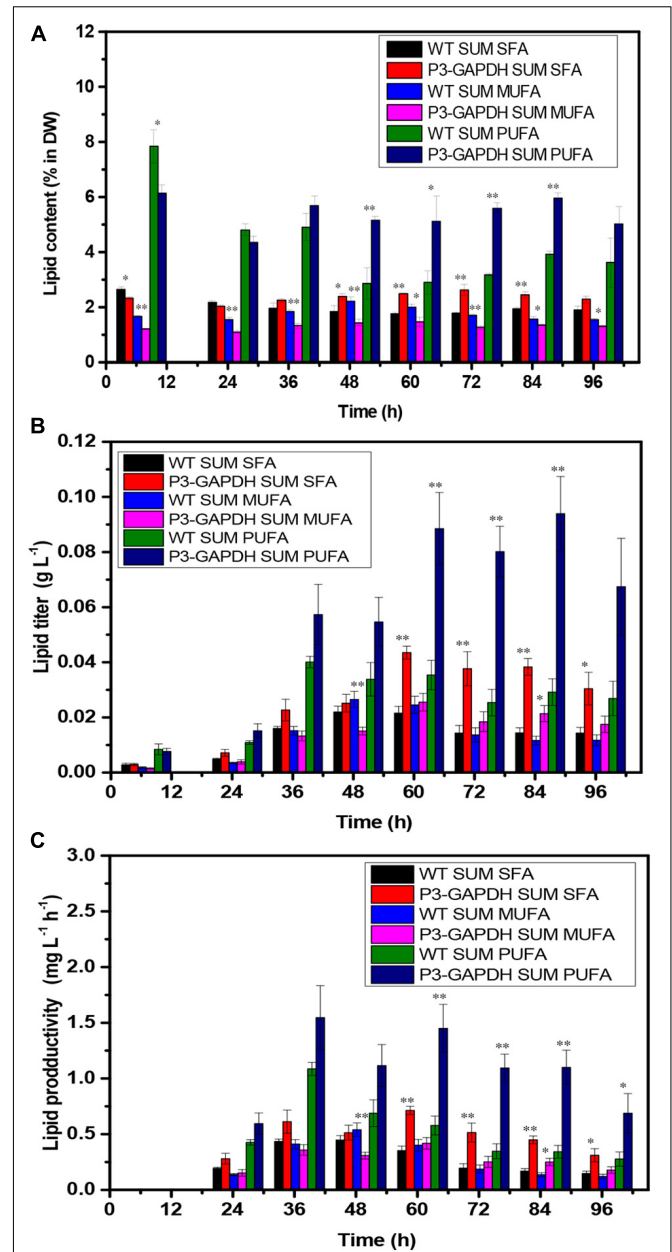 A
12
10
8
6
4
2
0
Lipid content (% in DW)
WT SUM SFA
P3-GAPDH SUM SFA
WT SUM MUFA
P3-GAPDH SUM MUFA
WT SUM PUFA
P3-GAPDH SUM PUFA
* ** * ** ** * ** ** ** * * ** ** ** * ** *
0 12 24 36 48 60 72 84 96
Time (h)
B
0.12
0.10
0.08
0.06
0.04
0.02
0.00
Lipid titer (g L-1)
WT SUM SFA
P3-GAPDH SUM SFA
WT SUM MUFA
P3-GAPDH SUM MUFA
WT SUM PUFA
P3-GAPDH SUM PUFA
** ** ** ** ** ** * ** *
0 12 24 36 48 60 72 84 96
Time (h)
C
3.0
2.5
2.0
1.5
1.0
0.5
0.0
Lipid prodductivity (mg L-1 h-1)
WT SUM SFA
P3-GAPDH SUM SFA
WT SUM MUFA
P3-GAPDH SUM MUFA
WT SUM PUFA
P3-GAPDH SUM PUFA
** ** ** ** ** ** * ** * *
0 12 24 36 48 60 72 84 96
Time (h)